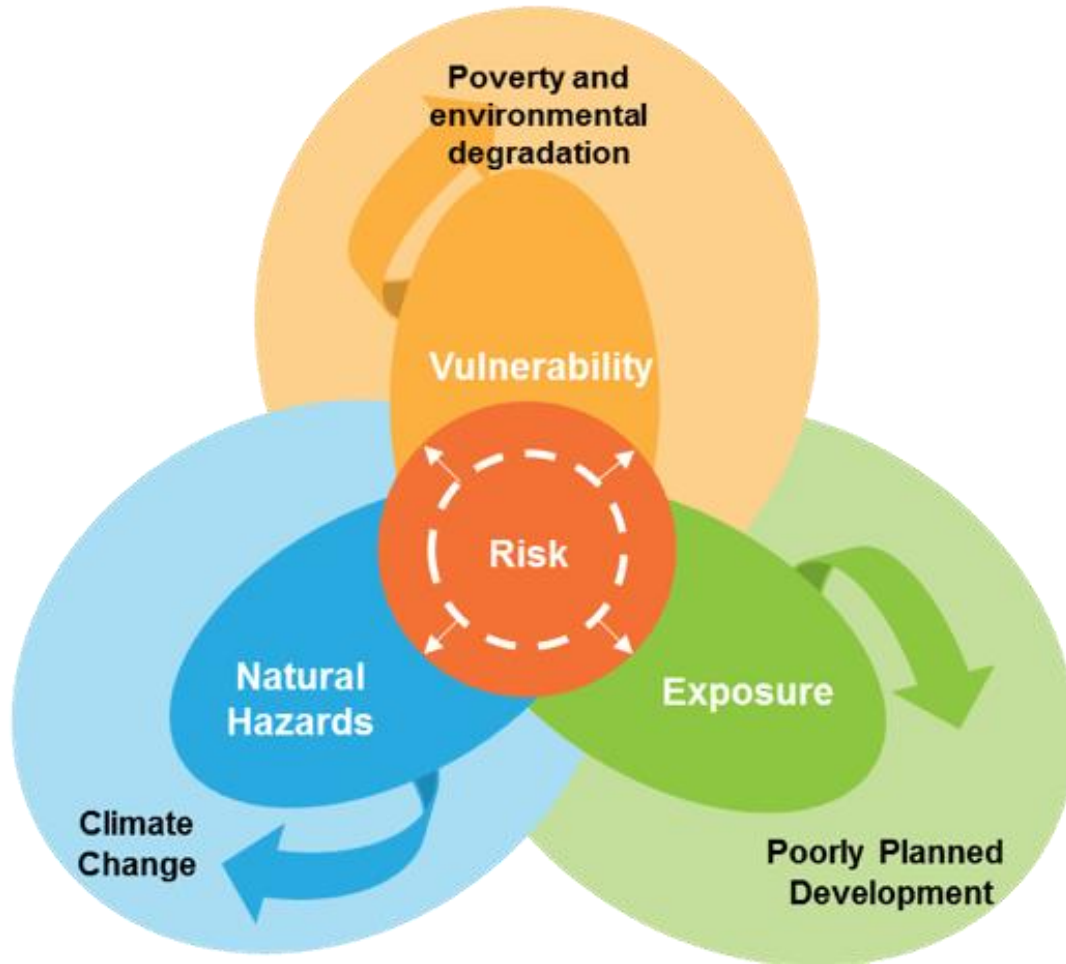 Poverty and
environmental
degradation
Vulnerability
Risk
Natural
Hazards
Exposure
Climate
Change
Poorly Planned
Development